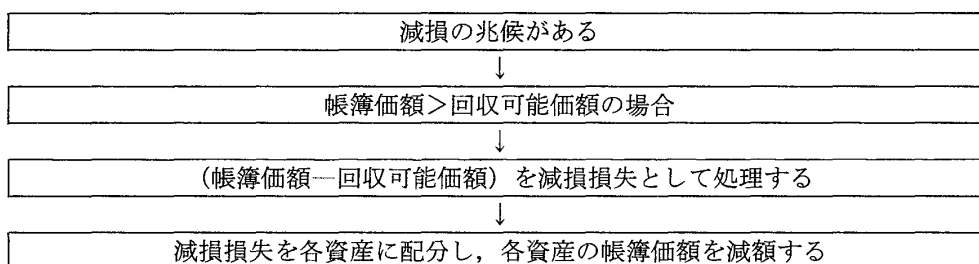 減損の兆候がある
↓
帳簿価額>回収可能価額の場合
↓
(帳簿価額―回収可能価額)を減損損失として処理する
↓
減損損失を各資産に配分し,各資産の帳簿価額を減額する